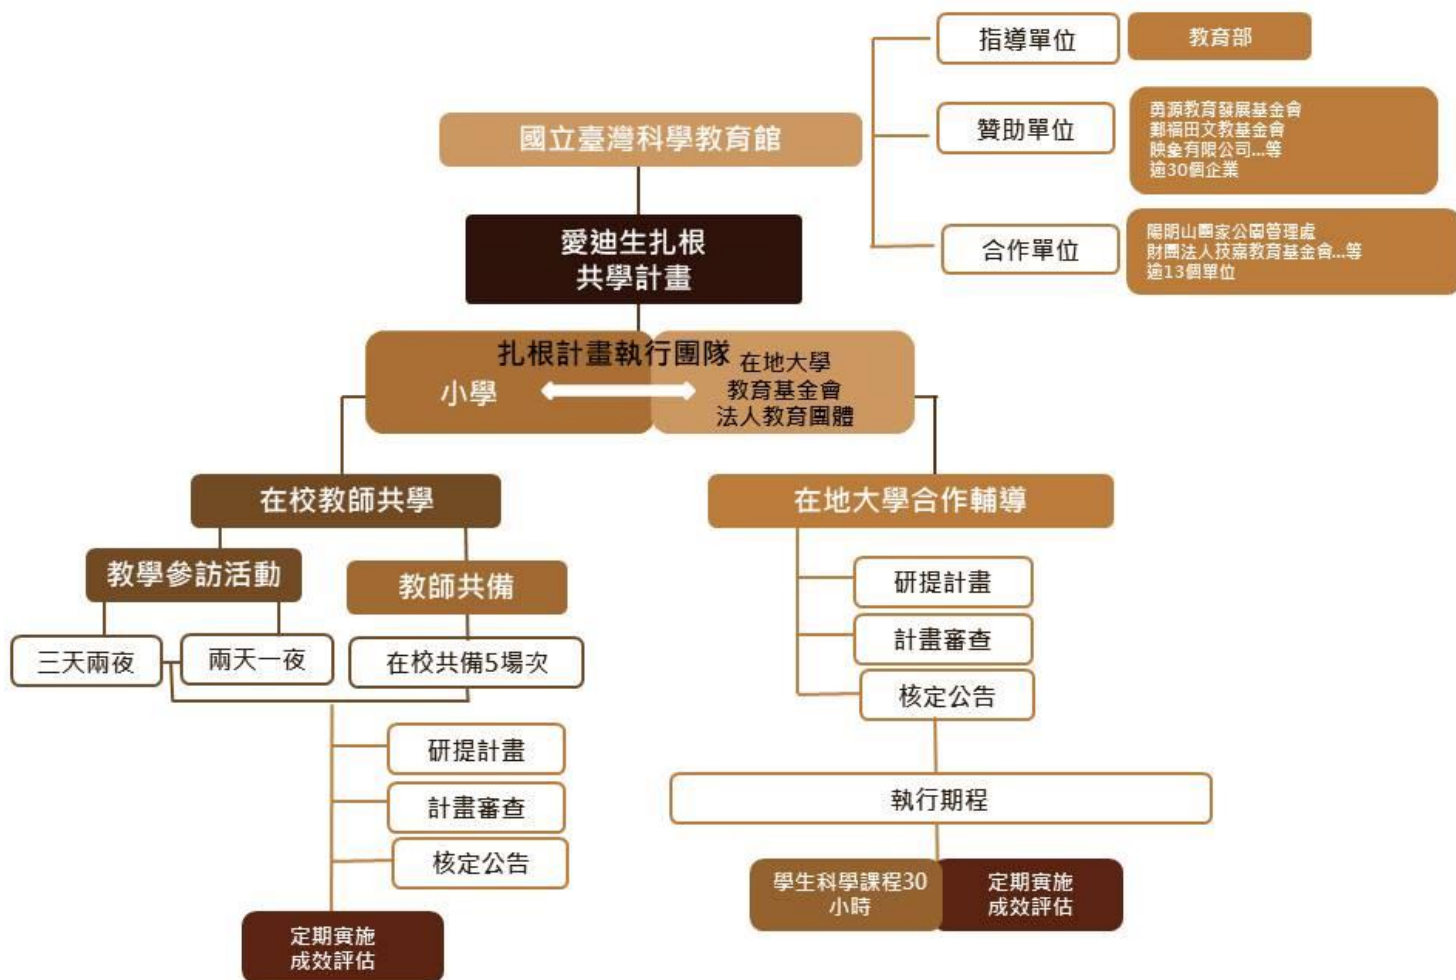 指導單位
教育部
國立臺灣科學教育館
贊助單位
勇源教育發展基金會
鄭福田文教基金會
映象有限公司...等
逾30個企業
愛迪生扎根
共學計畫
合作單位
陽明山國家公園管理處
財團法人技嘉教育基金會...等
逾13個單位
扎根計畫執行團隊
小學
在地大學
教育基金會
法人教育團體
在校教師共學
在地大學合作輔導
教學參訪活動
教師共備
三天兩夜
兩天一夜
在校共備5場次
研提計畫
計畫審查
核定公告
研提計畫
計畫審查
核定公告
執行期程
學生科學課程30
小時
定期實施
成效評估
定期實施
成效評估